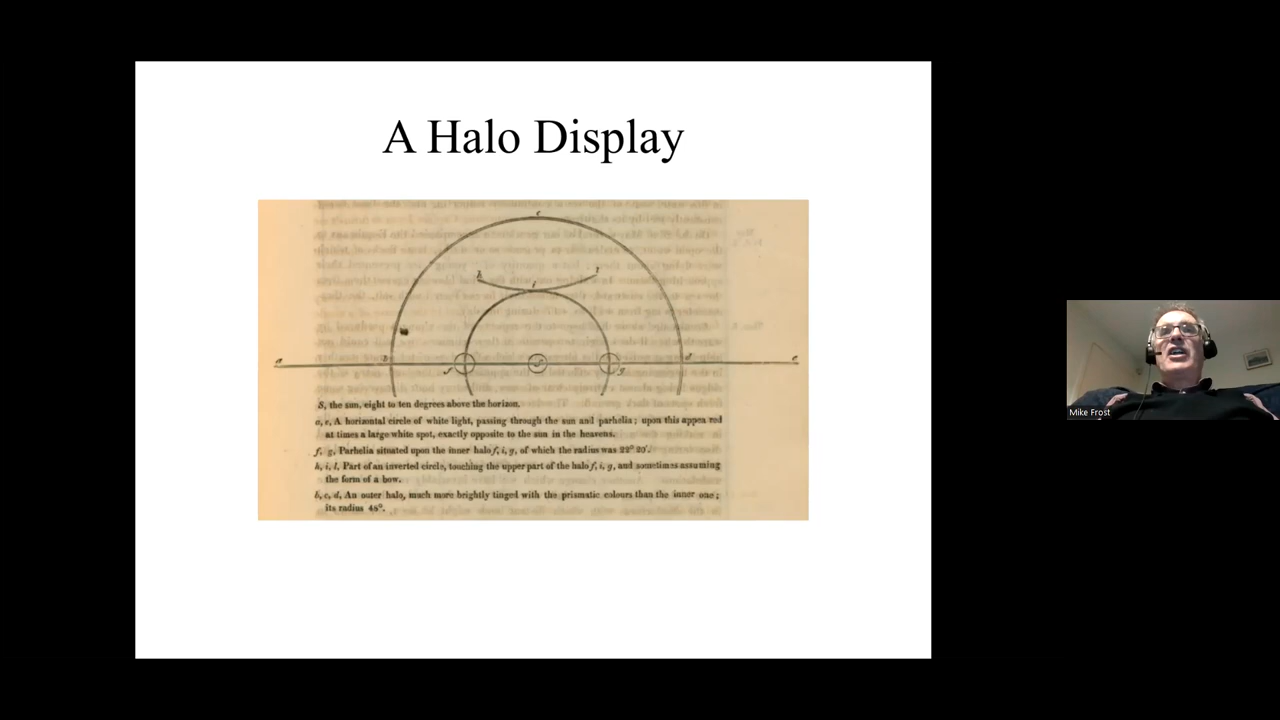 A Halo Display
c
h
l
i
a
b
f
S
g
d
e
S, the sun, eight to ten degrees above the horizon.
a, e, A horizontal circle of white light, passing through the sun and parhelia; upon this appea red
at times a large white spot, exactly opposite to the sun in the heavens.
f, g, Parhelia situated upon the inner halo f, i, g, of which the radius was 22° 20′.
h, i, l, Part of an inverted circle, touching the upper part of the halo f, i, g, and sometimes assuming
the form of a bow.
b, c, d, An outer halo, much more brightly tinged with the prismatic colours than the inner one;
its radius 48°.
Mike Frost